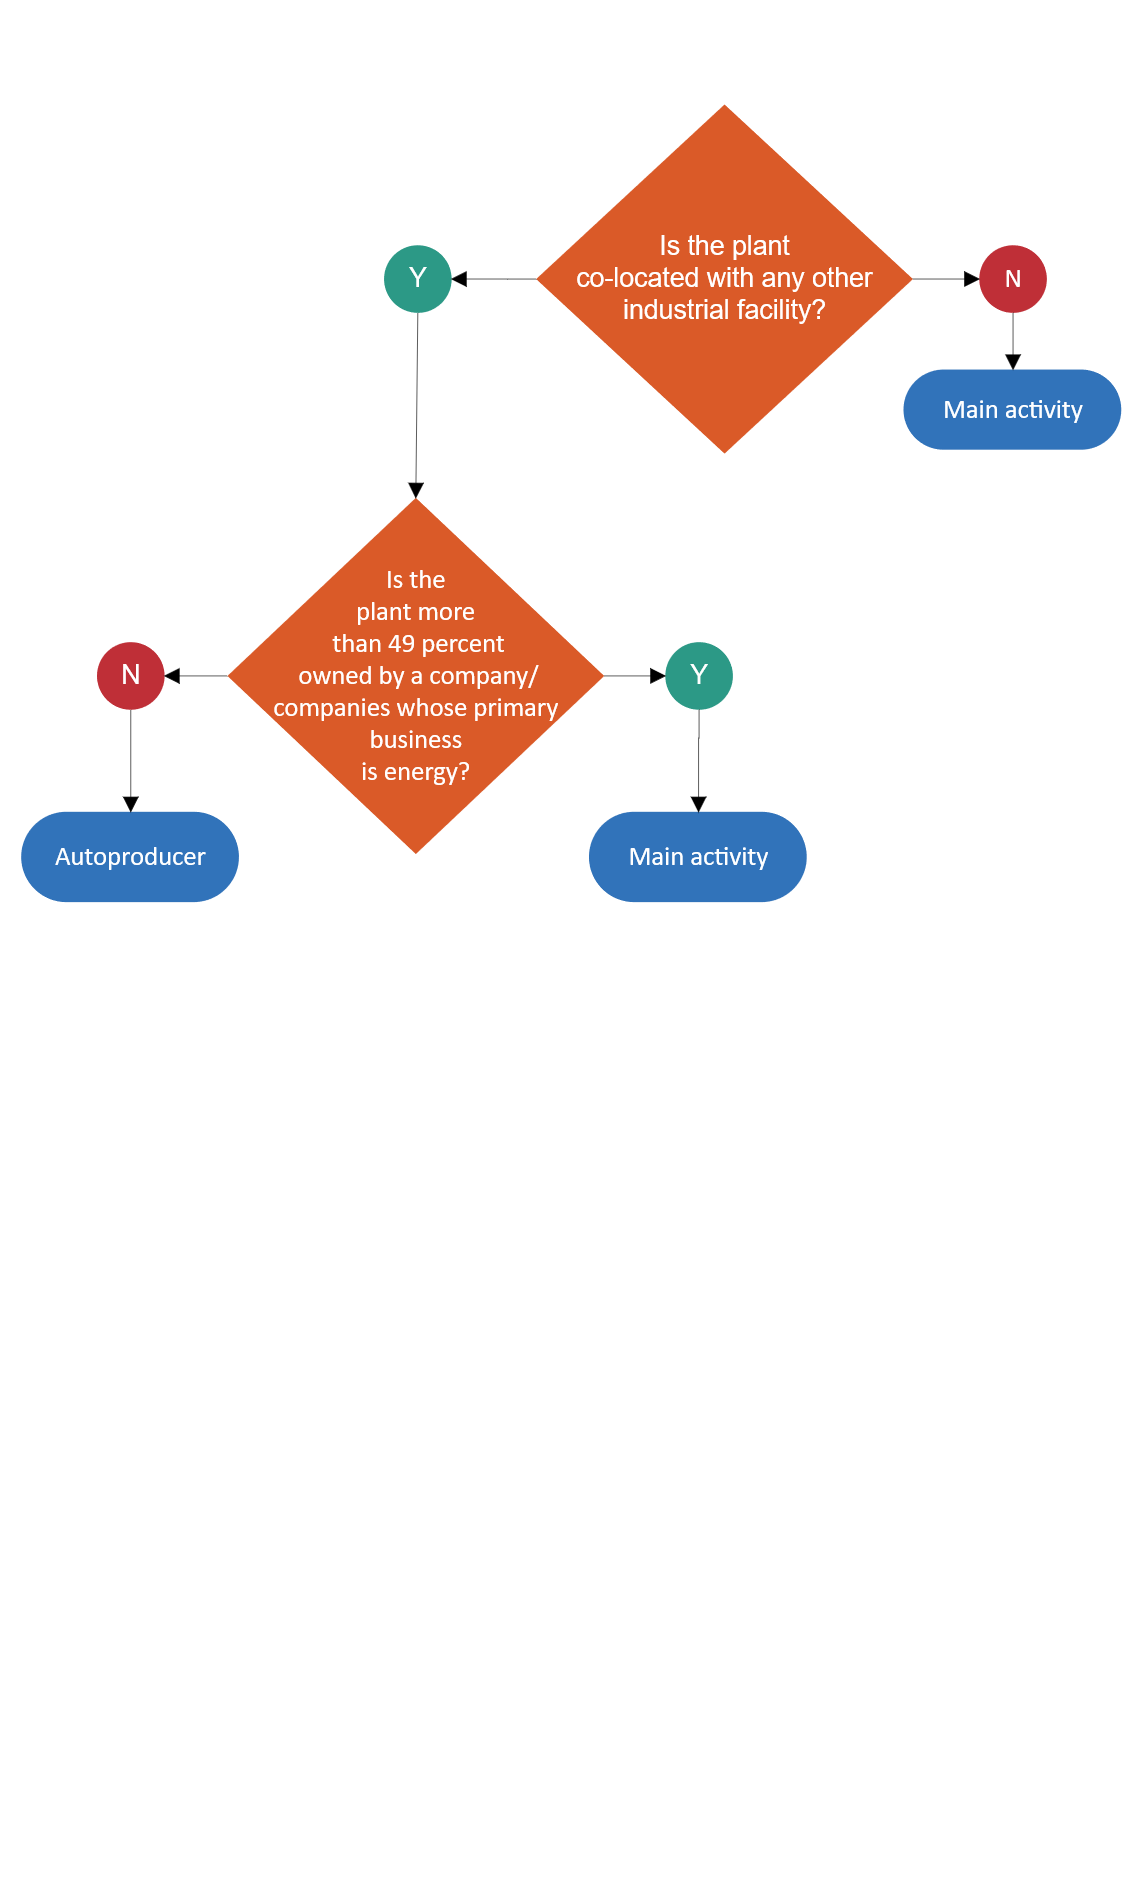 Is the plant
co-located with any other
industrial facility?
Y
N
Main activity
Is the
plant more
than 49 percent
owned by a company/
companies whose primary
business
is energy?
N
Y
Autoproducer
Main activity